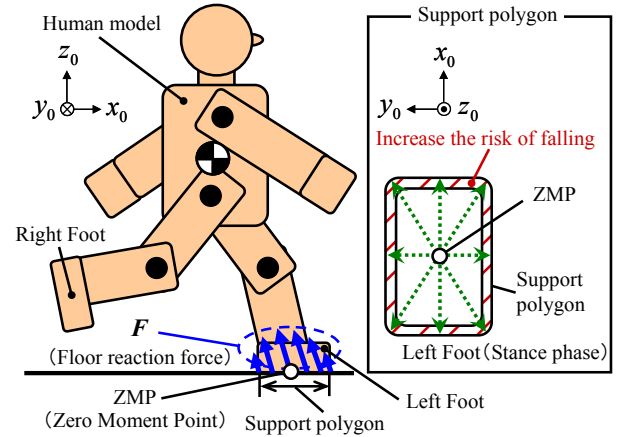 Human model
z₀
y₀
x₀
Right Foot
F
(Floor reaction force)
ZMP
(Zero Moment Point)
Support polygon
Left Foot
Support polygon
x₀
y₀
z₀
Increase the risk of falling
ZMP
Support
polygon
Left Foot(Stance phase)